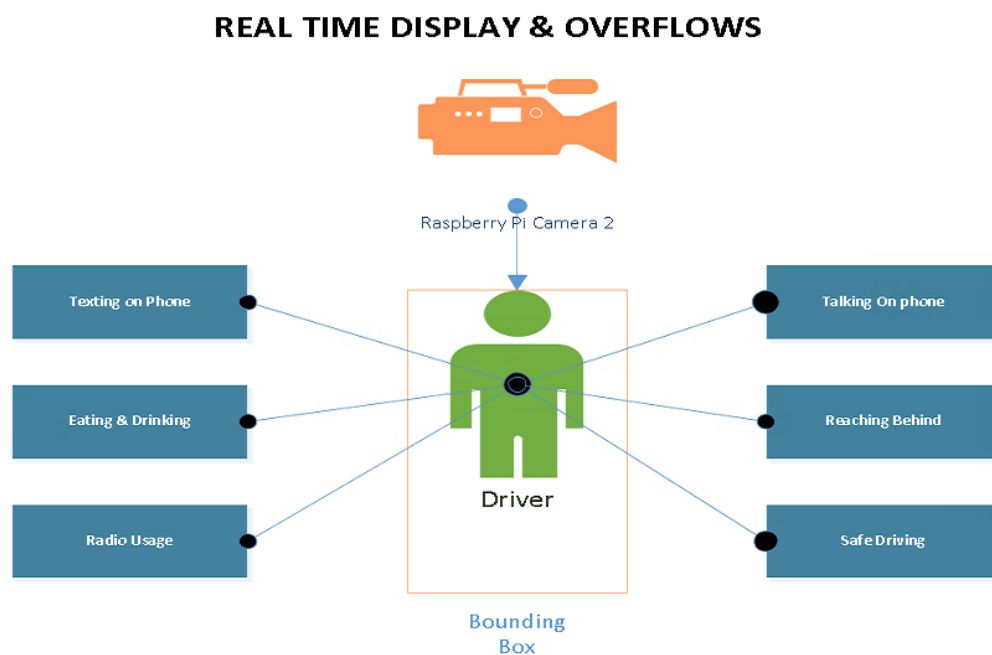 REAL TIME DISPLAY & OVERFLOWS
Raspberry Pi Camera 2
Texting on Phone
Talking On phone
Eating & Drinking
Reaching Behind
Driver
Radio Usage
Safe Driving
Bounding
Box